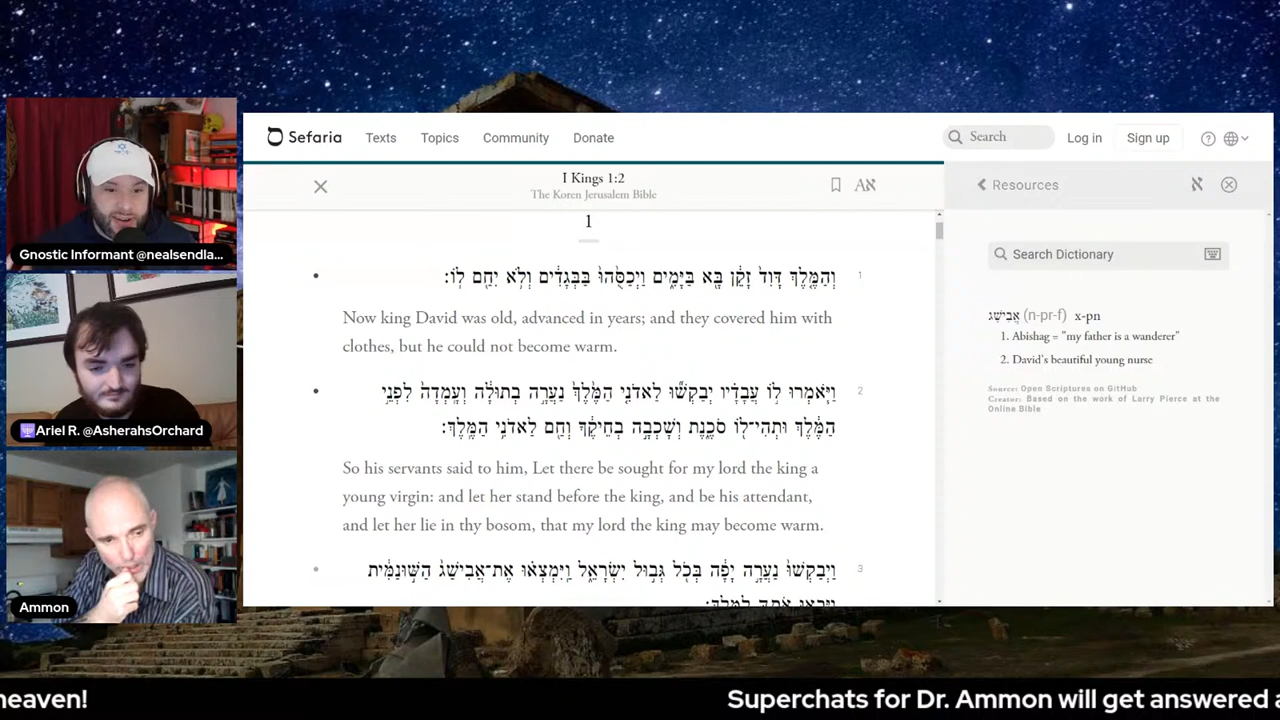 Sefaria
Texts
Topics
Community
Donate
Search
Log in
Sign up
I Kings 1:2
The Koren Jerusalem Bible
Resources
1
Search Dictionary
וְהַמֶּ֤לֶךְ דָּוִד֙ זָקֵ֔ן בָּ֖א בַּיָּמִ֑ים וַיְכַסֻּ֙הוּ֙ בַּבְּגָדִ֔ים וְלֹ֥א יִחַ֖ם לֽוֹ׃
1
Now king David was old, advanced in years; and they covered him with
clothes, but he could not become warm.
אֲבִישַׁג (n-pr-f) x-pn
1. Abishag = "my father is a wanderer"
2. David's beautiful young nurse
Source: Open Scriptures on GitHub
Creator: Based on the work of Larry Pierce at the
Online Bible
וַיֹּ֧אמְרוּ ל֣וֹ עֲבָדָ֗יו יְבַקְשׁ֞וּ לַאדֹנִ֤י הַמֶּ֙לֶךְ֙ נַעֲרָ֣ה בְתוּלָ֔ה וְעָֽמְדָה֙ לִפְנֵ֣י
2
הַמֶּ֔לֶךְ וּתְהִי־ל֖וֹ סֹכֶ֑נֶת וְשָׁכְבָ֣ה בְחֵיקֶ֔ךָ וְחַ֖ם לַאדֹנִ֥י הַמֶּֽלֶךְ׃
So his servants said to him, Let there be sought for my lord the king a
young virgin: and let her stand before the king, and be his attendant,
and let her lie in thy bosom, that my lord the king may become warm.
וַיְבַקְשׁוּ֙ נַעֲרָ֣ה יָפָ֔ה בְּכֹ֖ל גְּב֣וּל יִשְׂרָאֵ֑ל וַֽיִּמְצְא֗וּ אֶת־אֲבִישַׁג֙ הַשּׁ֣וּנַמִּ֔ית
3
Gnostic Informant @nealsendla...
Ariel R. @AsherahsOrchard
Ammon
heaven!
Superchats for Dr. Ammon will get answered a